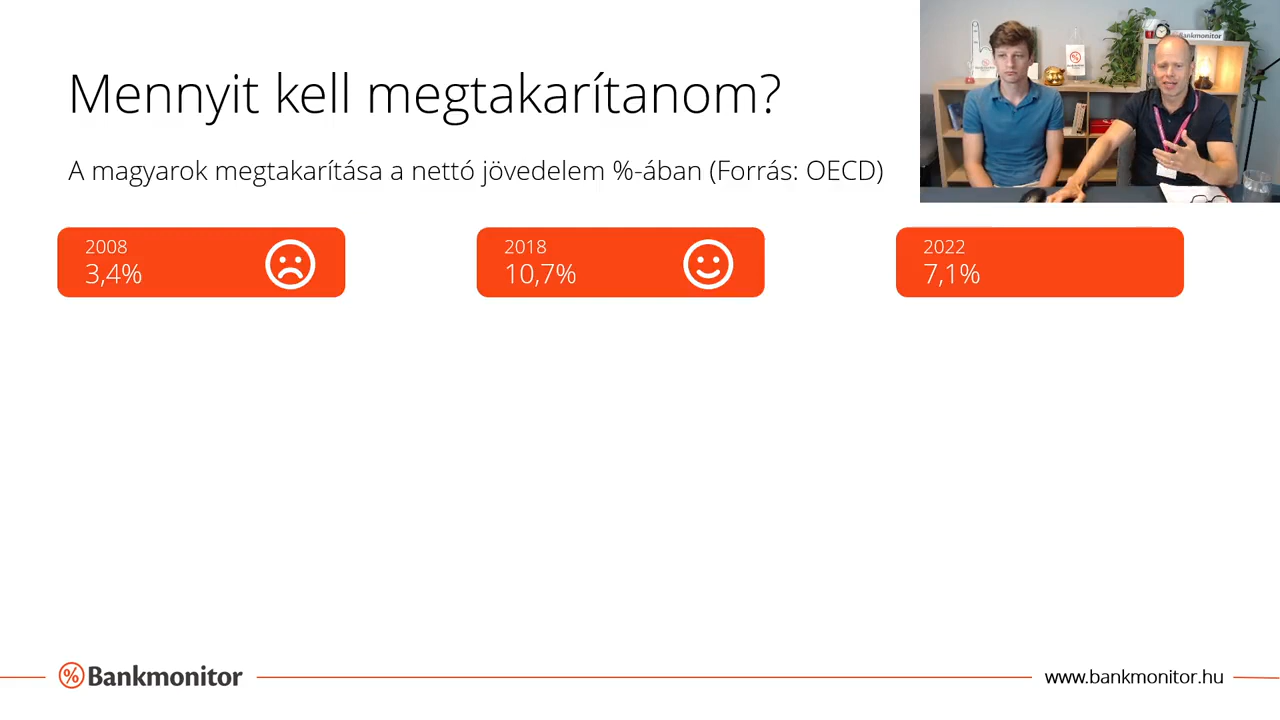 Mennyit kell megtakarítanom?
A magyarok megtakarítása a nettó jövedelem %-ában (Forrás: OECD)
2008
3,4%
2018
10,7%
2022
7,1%
Bankmonitor
% Bankmonitor
www.bankmonitor.hu